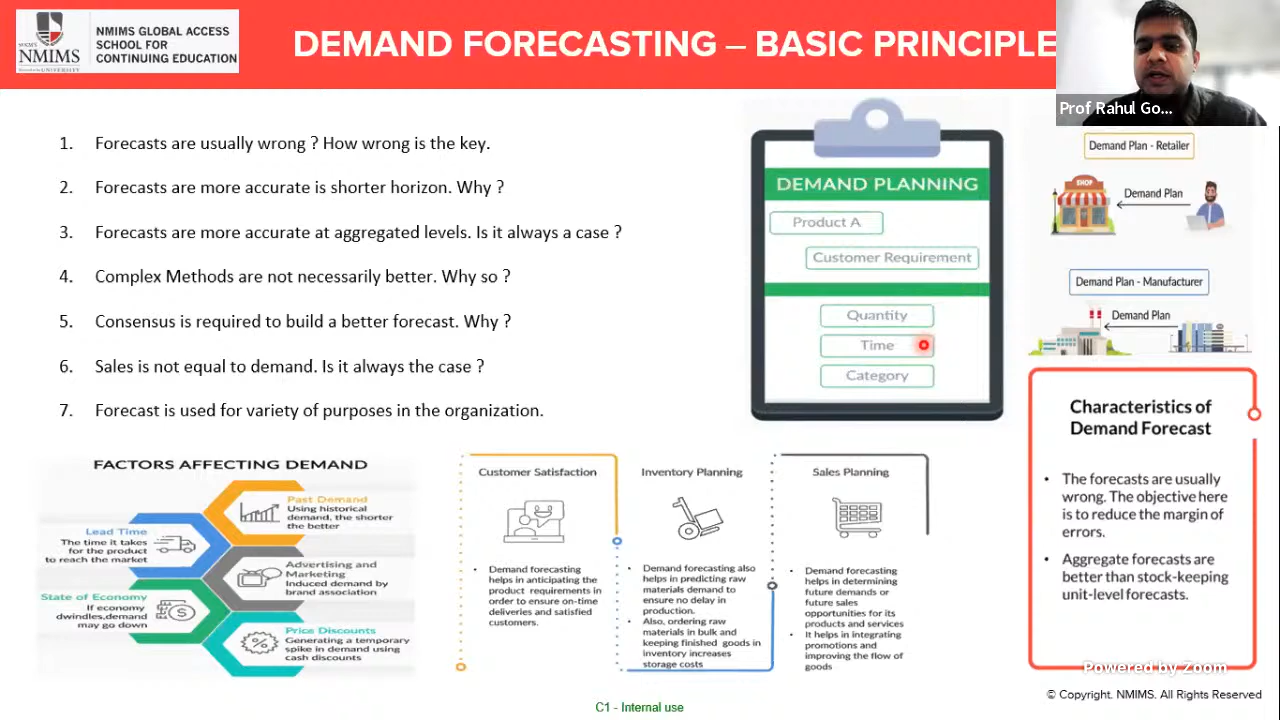 NMIMS GLOBAL ACCESS
SCHOOL FOR
CONTINUING EDUCATION
NMIMS
DEMAND FORECASTING – BASIC PRINCIPLE
Prof Rahul Go...
1. Forecasts are usually wrong ? How wrong is the key.
2. Forecasts are more accurate is shorter horizon. Why ?
3. Forecasts are more accurate at aggregated levels. Is it always a case ?
4. Complex Methods are not necessarily better. Why so ?
5. Consensus is required to build a better forecast. Why ?
6. Sales is not equal to demand. Is it always the case ?
7. Forecast is used for variety of purposes in the organization.
DEMAND PLANNING
Product A
Customer Requirement
Quantity
Time
Category
Demand Plan - Retailer
SHOP
Demand Plan
Demand Plan - Manufacturer
Demand Plan
Characteristics of
Demand Forecast
• The forecasts are usually
wrong. The objective here
is to reduce the margin of
errors.
• Aggregate forecasts are
better than stock-keeping
unit-level forecasts.
FACTORS AFFECTING DEMAND
Past Demand
Using historical
demand, the shorter
the better
Lead Time
The time it takes
for the product
to reach the market
Advertising and
Marketing
Induced demand by
brand association
State of Economy
If economy
dwindles,demand
may go down
Price Discounts
Generating a temporary
spike in demand using
cash discounts
Customer Satisfaction
• Demand forecasting
helps in anticipating the
product requirements in
order to ensure on-time
deliveries and satisfied
customers.
Inventory Planning
• Demand forecasting also
helps in predicting raw
materials demand to
ensure no delay in
production.
• Also, ordering raw
materials in bulk and
keeping finished goods in
inventory increases
storage costs
Sales Planning
• Demand forecasting
helps in determining
future demands or
future sales
opportunities for its
products and services
• It helps in integrating
promotions and
improving the flow of
goods
Powered by Zoom
© Copyright. NMIMS. All Rights Reserved
C1 - Internal use